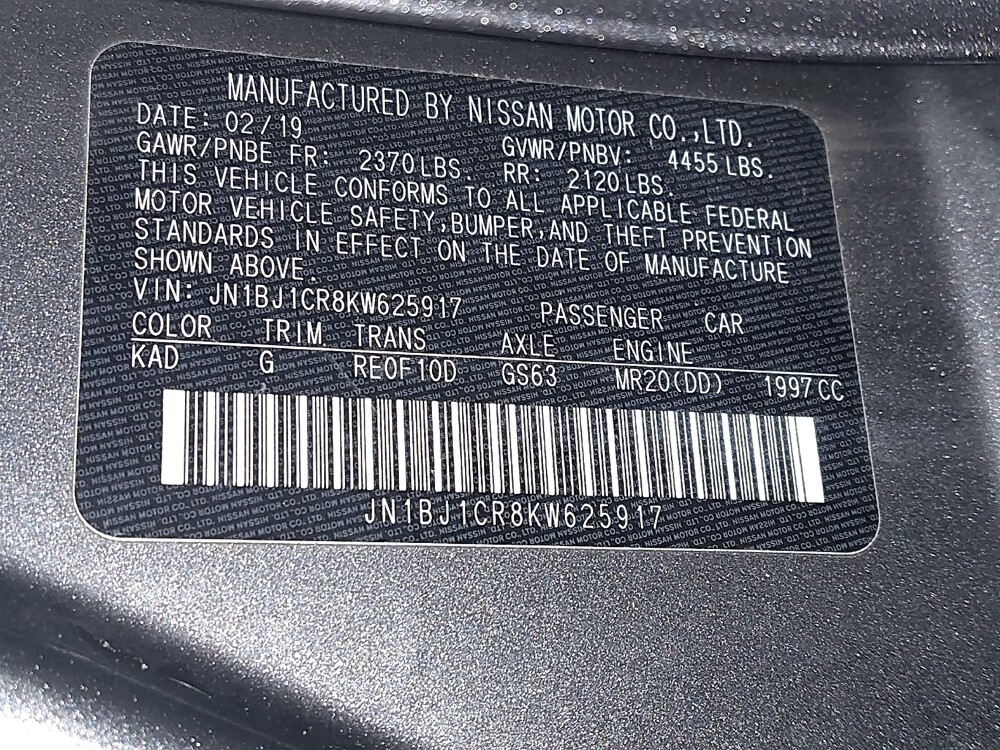 MANUFACTURED BY NISSAN MOTOR CO.,LTD.
DATE: 02/19 GVWR/PNBV: 4455 LBS.
GAWR/PNBE FR: 2370 LBS. RR: 2120 LBS.
THIS VEHICLE CONFORMS TO ALL APPLICABLE FEDERAL
MOTOR VEHICLE SAFETY,BUMPER,AND THEFT PREVENTION
STANDARDS IN EFFECT ON THE DATE OF MANUFACTURE
SHOWN ABOVE.
VIN: JN1BJ1CR8KW625917 PASSENGER CAR
COLOR TRIM TRANS AXLE ENGINE
KAD G RE0F10D GS63 MR20(DD) 1997 CC
JN1BJ1CR8KW625917